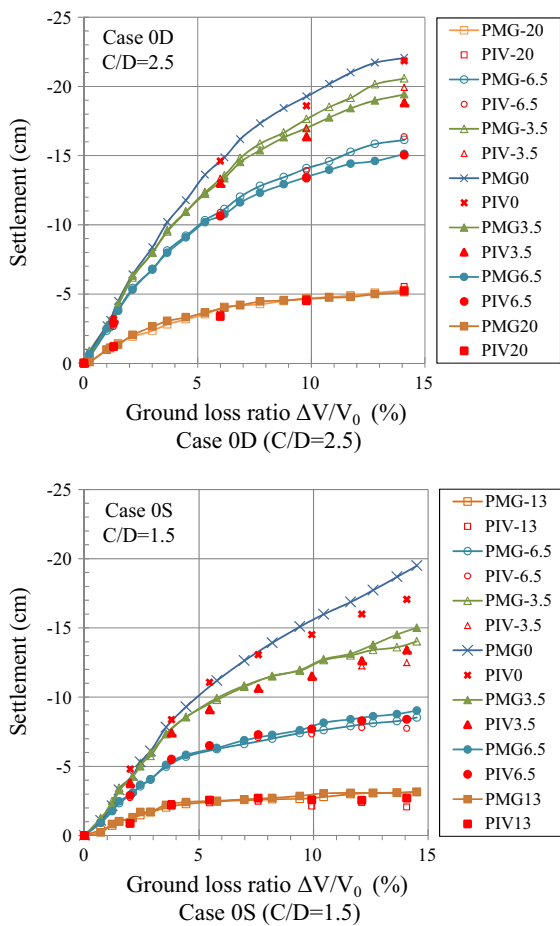 -25
-20
-15
-10
-5
0
Settlement (cm)
Case 0D
C/D=2.5
0 5 10 15
Ground loss ratio ΔV/V₀ (%)
Case 0D (C/D=2.5)
PMG-20
PIV-20
PMG-6.5
PIV-6.5
PMG-3.5
PIV-3.5
PMG0
PIV0
PMG3.5
PIV3.5
PMG6.5
PIV6.5
PMG20
PIV20
-25
-20
-15
-10
-5
0
Settlement (cm)
Case 0S
C/D=1.5
0 5 10 15
Ground loss ratio ΔV/V₀ (%)
Case 0S (C/D=1.5)
PMG-13
PIV-13
PMG-6.5
PIV-6.5
PMG-3.5
PIV-3.5
PMG0
PIV0
PMG3.5
PIV3.5
PMG6.5
PIV6.5
PMG13
PIV13